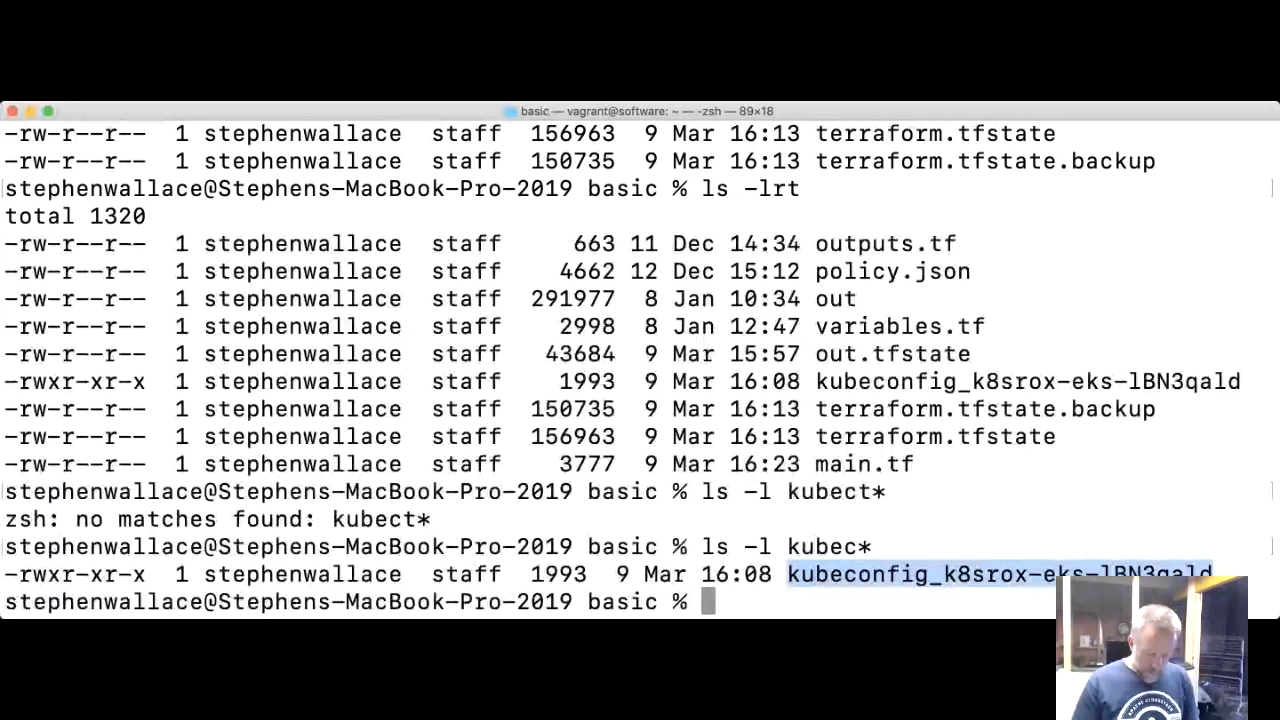 basic — vagrant@software: ~ — -zsh — 89×18
-rw-r--r-- 1 stephenwallace staff 156963 9 Mar 16:13 terraform.tfstate
-rw-r--r-- 1 stephenwallace staff 150735 9 Mar 16:13 terraform.tfstate.backup
stephenwallace@Stephens-MacBook-Pro-2019 basic % ls -lrt
total 1320
-rw-r--r-- 1 stephenwallace staff 663 11 Dec 14:34 outputs.tf
-rw-r--r-- 1 stephenwallace staff 4662 12 Dec 15:12 policy.json
-rw-r--r-- 1 stephenwallace staff 291977 8 Jan 10:34 out
-rw-r--r-- 1 stephenwallace staff 2998 8 Jan 12:47 variables.tf
-rw-r--r-- 1 stephenwallace staff 43684 9 Mar 15:57 out.tfstate
-rwxr-xr-x 1 stephenwallace staff 1993 9 Mar 16:08 kubeconfig_k8srox-eks-lBN3qald
-rw-r--r-- 1 stephenwallace staff 150735 9 Mar 16:13 terraform.tfstate.backup
-rw-r--r-- 1 stephenwallace staff 156963 9 Mar 16:13 terraform.tfstate
-rw-r--r-- 1 stephenwallace staff 3777 9 Mar 16:23 main.tf
stephenwallace@Stephens-MacBook-Pro-2019 basic % ls -l kubect*
zsh: no matches found: kubect*
stephenwallace@Stephens-MacBook-Pro-2019 basic % ls -l kubec*
-rwxr-xr-x 1 stephenwallace staff 1993 9 Mar 16:08 kubeconfig_k8srox-eks-lBN3qald
stephenwallace@Stephens-MacBook-Pro-2019 basic %